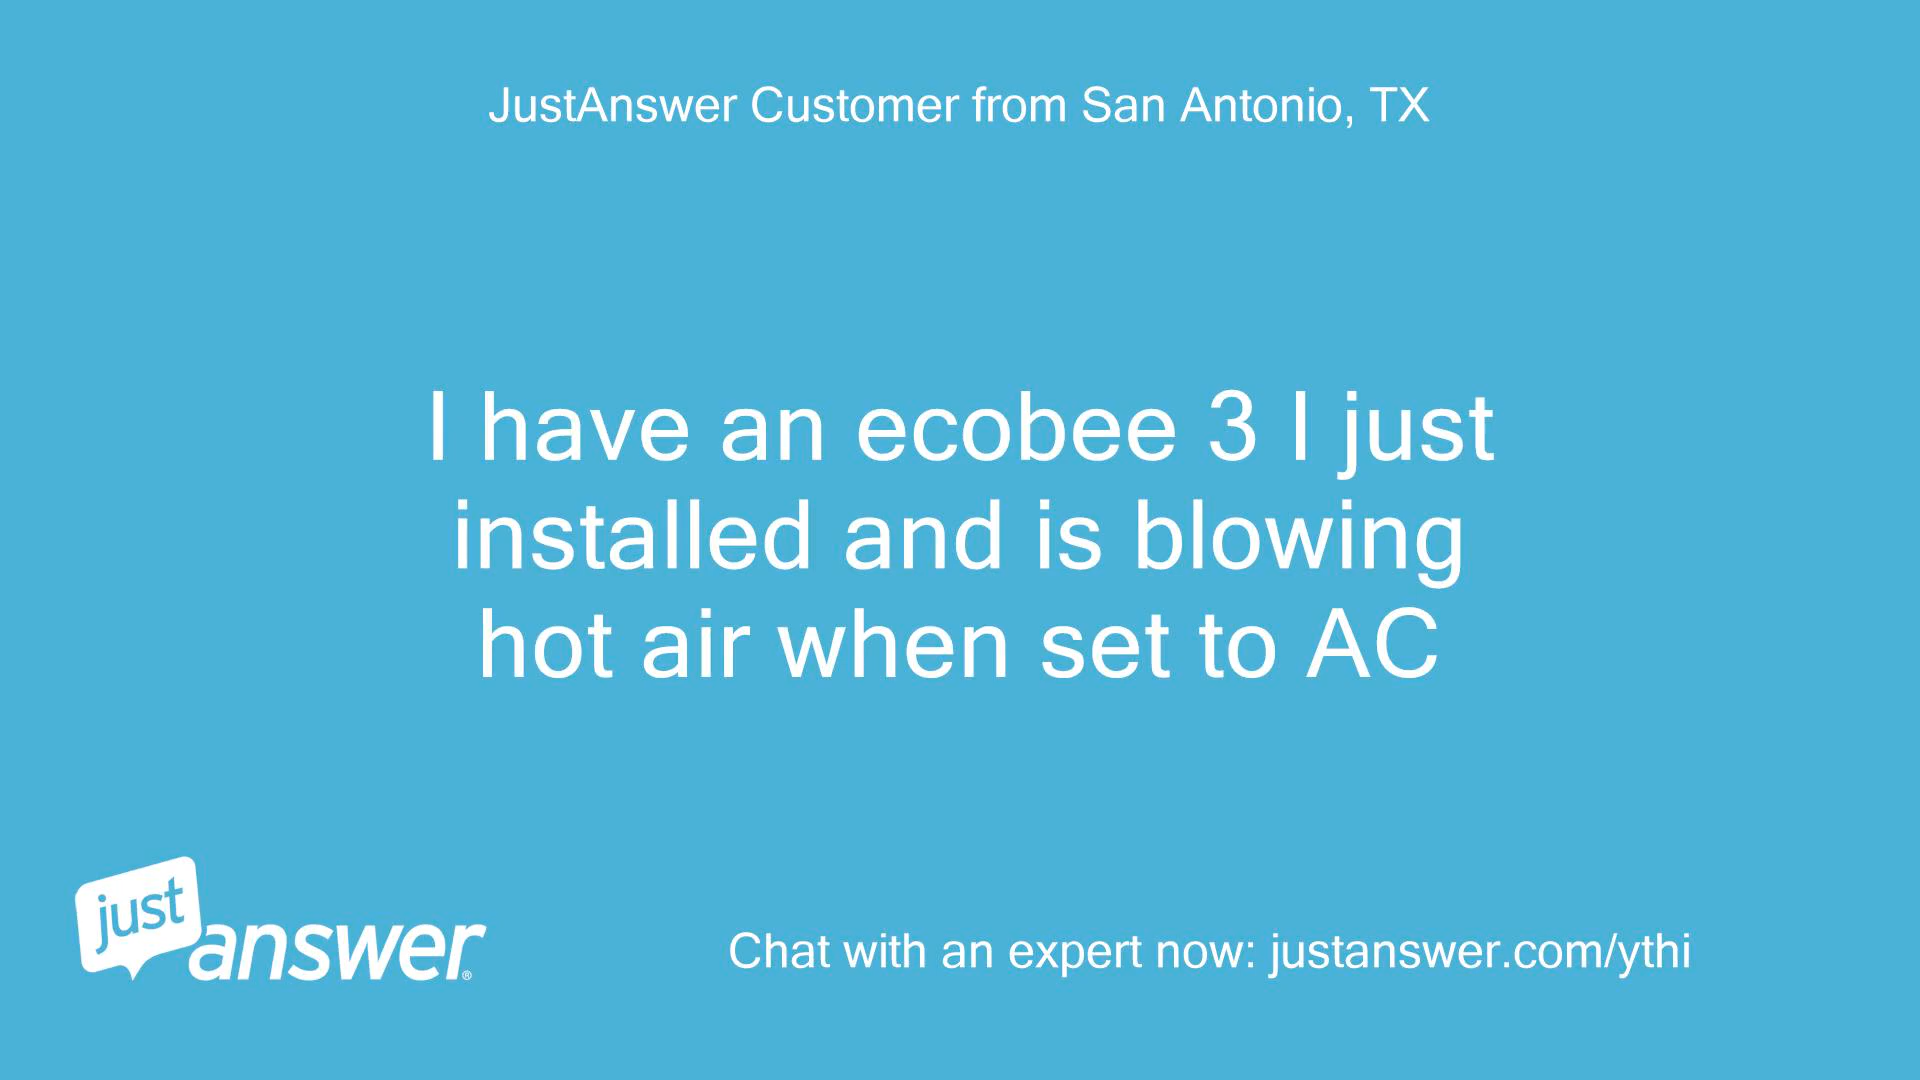 JustAnswer Customer from San Antonio, TX
I have an ecobee 3 I just
installed and is blowing
hot air when set to AC
just
answer®
Chat with an expert now: justanswer.com/ythi